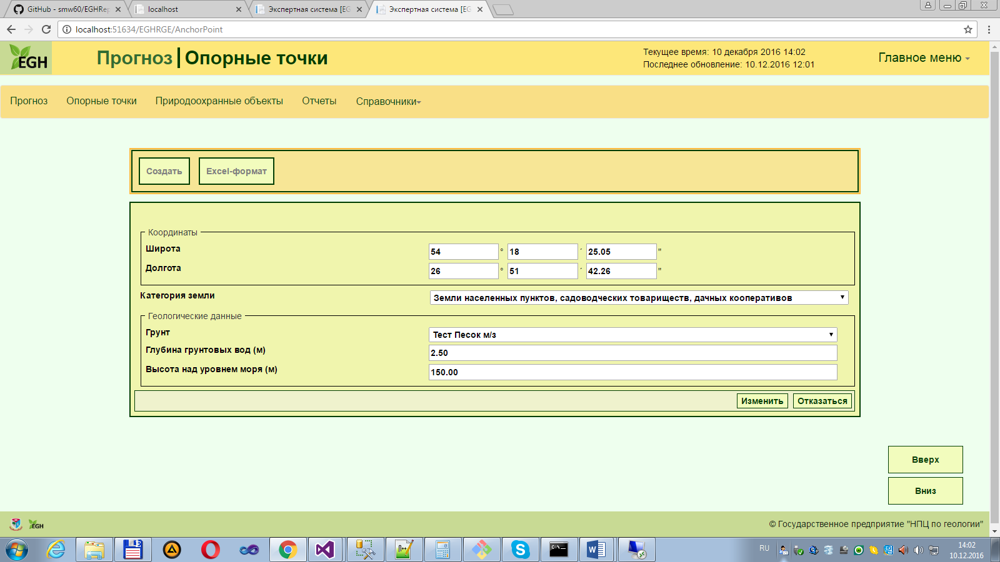 GitHub - smw60/EGHRep
localhost
Экспертная система [EG
Экспертная система [EG
localhost:51634/EGHRGE/AnchorPoint
EGH
Прогноз | Опорные точки
Текущее время: 10 декабря 2016 14:02
Последнее обновление: 10.12.2016 12:01
Главное меню
Прогноз Опорные точки Природоохранные объекты Отчеты Справочники
Создать Excel-формат
Координаты
Широта 54 ° 18 ´ 25.05 "
Долгота 26 ° 51 ´ 42.26 "
Категория земли Земли населенных пунктов, садоводческих товариществ, дачных кооперативов
Геологические данные
Грунт Тест Песок м/з
Глубина грунтовых вод (м) 2.50
Высота над уровнем моря (м) 150.00
Изменить Отказаться
Вверх
Вниз
EGH
© Государственное предприятие "НПЦ по геологии"
RU
14:02
10.12.2016